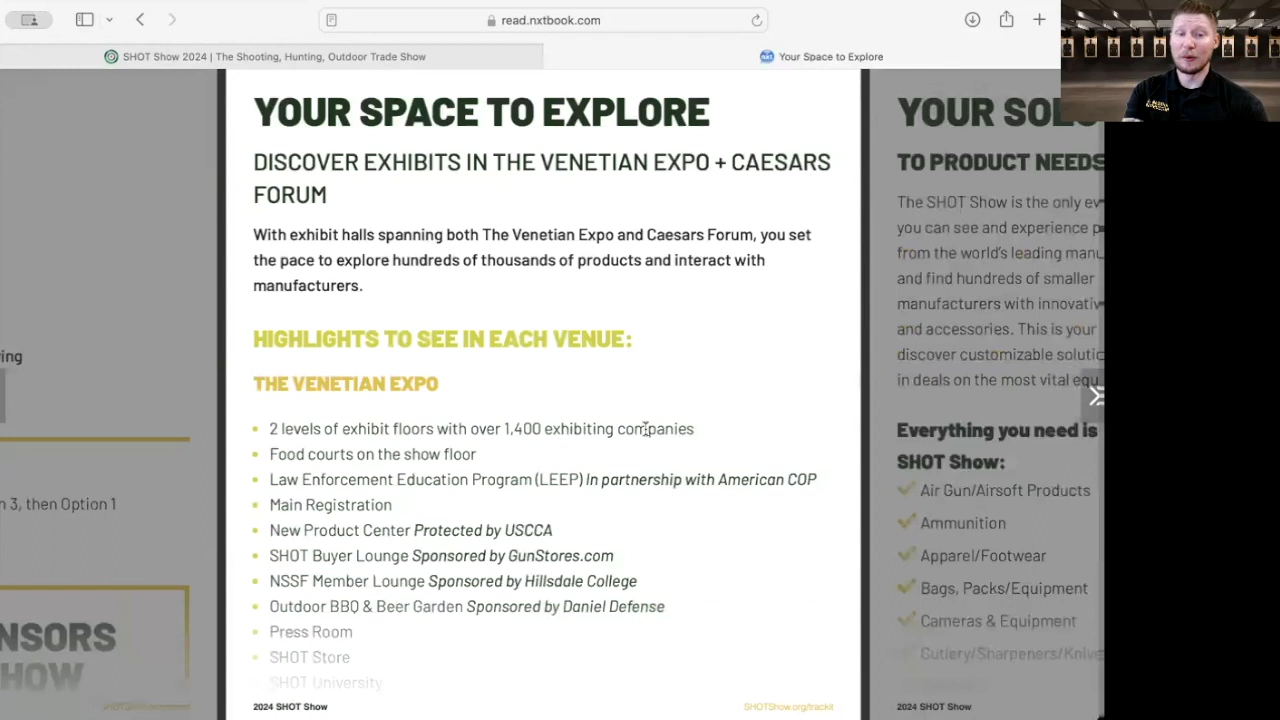 read.nxtbook.com
SHOT Show 2024 | The Shooting, Hunting, Outdoor Trade Show
Your Space to Explore
ing
n 3, then Option 1
NSORS
HOW
YOUR SPACE TO EXPLORE
DISCOVER EXHIBITS IN THE VENETIAN EXPO + CAESARS
FORUM
With exhibit halls spanning both The Venetian Expo and Caesars Forum, you set
the pace to explore hundreds of thousands of products and interact with
manufacturers.
HIGHLIGHTS TO SEE IN EACH VENUE:
THE VENETIAN EXPO
2 levels of exhibit floors with over 1,400 exhibiting companies
Food courts on the show floor
Law Enforcement Education Program (LEEP) In partnership with American COP
Main Registration
New Product Center Protected by USCCA
SHOT Buyer Lounge Sponsored by GunStores.com
NSSF Member Lounge Sponsored by Hillsdale College
Outdoor BBQ & Beer Garden Sponsored by Daniel Defense
Press Room
SHOT Store
SHOT University
2024 SHOT Show
SHOTShow.org/trackit
YOUR SOL
TO PRODUCT NEEDS
The SHOT Show is the only ev
you can see and experience p
from the world's leading manu
and find hundreds of smaller
manufacturers with innovativ
and accessories. This is your
discover customizable solutio
in deals on the most vital equ
Everything you need is
SHOT Show:
Air Gun/Airsoft Products
Ammunition
Apparel/Footwear
Bags, Packs/Equipment
Cameras & Equipment
Cutlery/Sharpeners/Knive
2024 SHOT Show